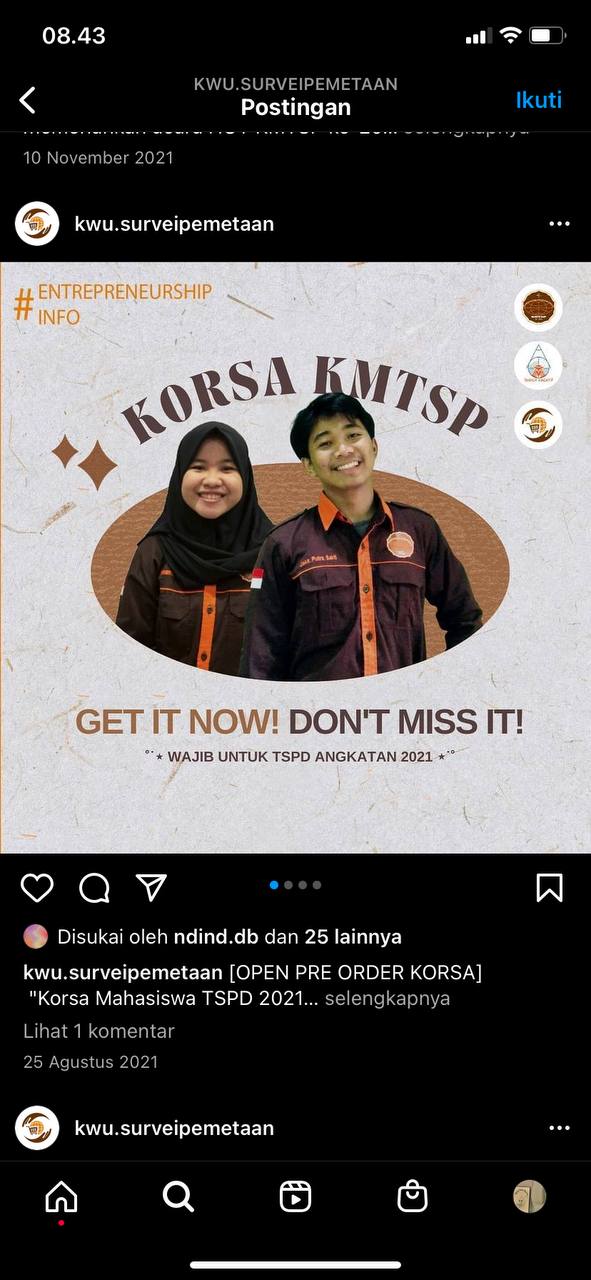 08.43
KWU.SURVEIPEMETAAN
Postingan
Ikuti
selengkapnya
10 November 2021
kwu.surveipemetaan
# ENTREPRENEURSHIP
INFO
KORSA KMTSP
GET IT NOW! DON'T MISS IT!
°˙⋆ WAJIB UNTUK TSPD ANGKATAN 2021 ⋆˙°
Disukai oleh ndind.db dan 25 lainnya
kwu.surveipemetaan [OPEN PRE ORDER KORSA]
"Korsa Mahasiswa TSPD 2021... selengkapnya
Lihat 1 komentar
25 Agustus 2021
kwu.surveipemetaan